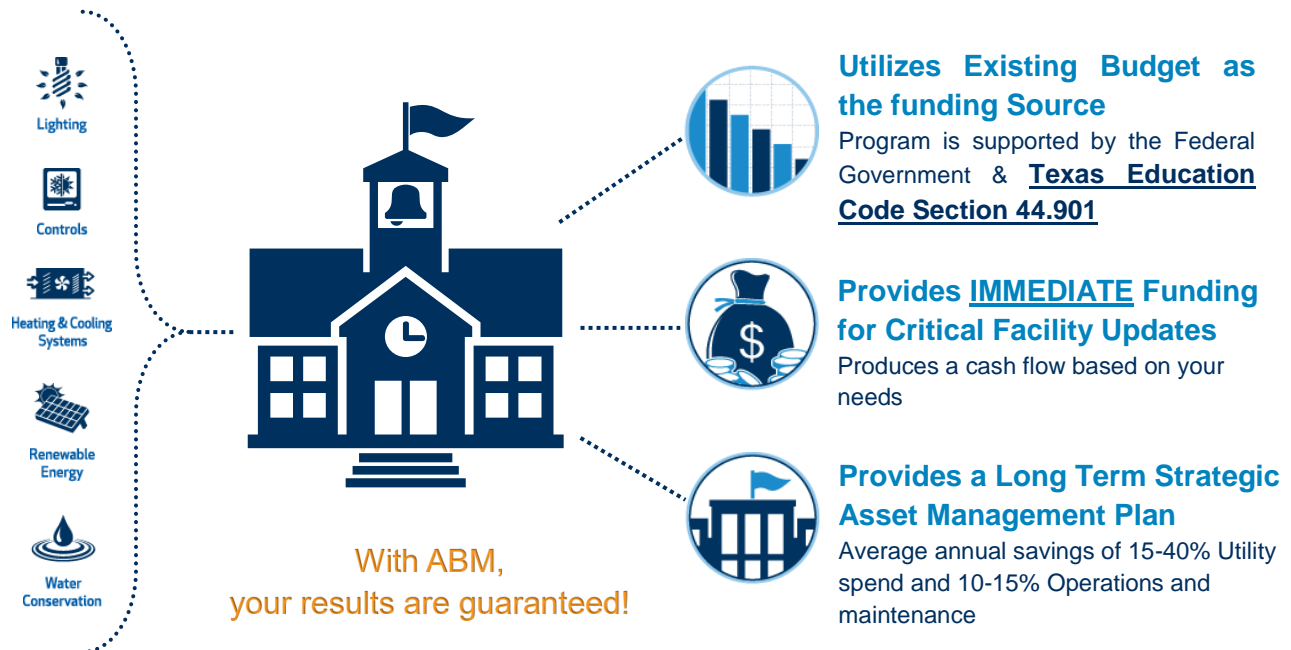 Lighting
Controls
Heating & Cooling
Systems
Renewable
Energy
Water
Conservation
With ABM,
your results are guaranteed!
Utilizes Existing Budget as
the funding Source
Program is supported by the Federal
Government & Texas Education
Code Section 44.901
$
Provides IMMEDIATE Funding
for Critical Facility Updates
Produces a cash flow based on your
needs
Provides a Long Term Strategic
Asset Management Plan
Average annual savings of 15-40% Utility
spend and 10-15% Operations and
maintenance